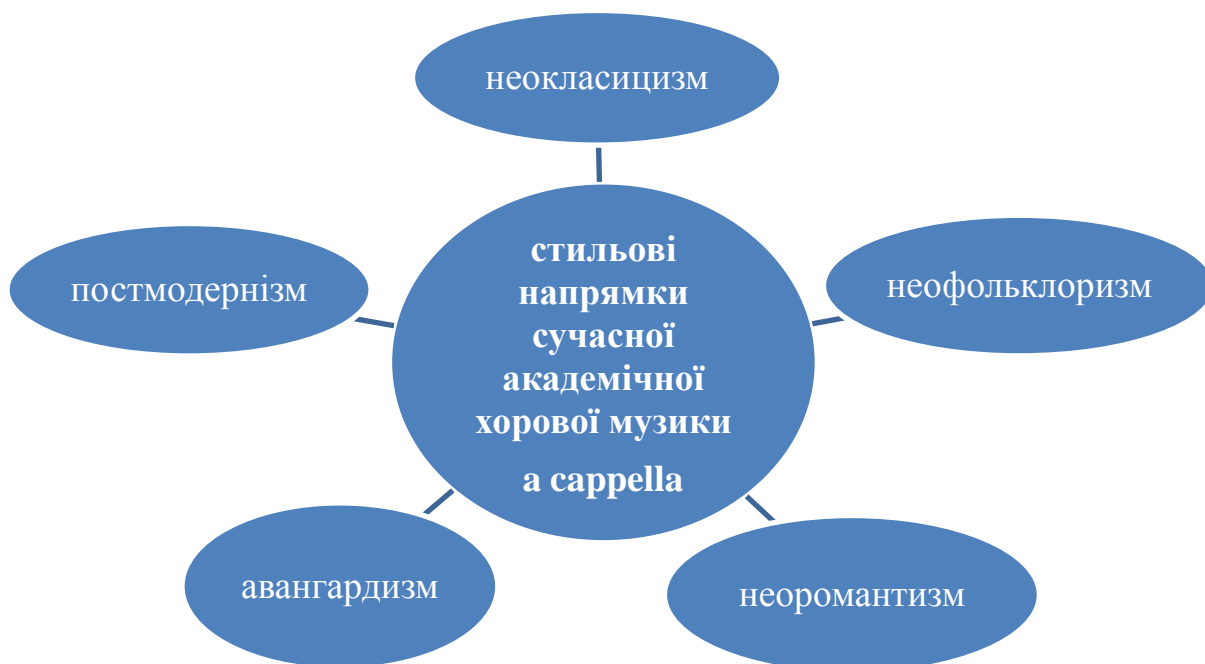 неокласицизм
постмодернізм
стильові
напрямки
сучасної
академічної
хорової музики
a cappella
неофольклоризм
авангардизм
неоромантизм